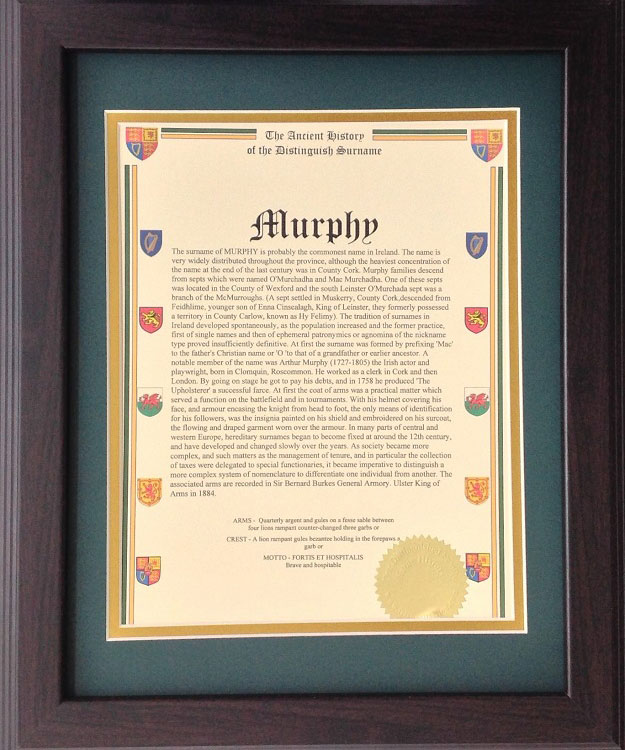 The Ancient History
of the Distinguish Surname
Murphy
The surname of MURPHY is probably the commonest name in Ireland. The name is
very widely distributed throughout the province, although the heaviest concentration of
the name at the end of the last century was in County Cork. Murphy families descend
from septs which were named O'Murchadha and Mac Murchadha. One of these septs
was located in the County of Wexford and the south Leinster O'Murchada sept was a
branch of the McMurroughs. (A sept settled in Muskerry, County Cork,descended from
Feidhlime, younger son of Enna Cinscalagh, King of Leinster, they formerly possessed
a territory in County Carlow, known as Hy Felimy). The tradition of surnames in
Ireland developed spontaneously, as the population increased and the former practice,
first of single names and then of ephemeral patronymics or agnomina of the nickname
type proved insufficiently definitive. At first the surname was formed by prefixing 'Mac'
to the father's Christian name or 'O 'to that of a grandfather or earlier ancestor. A
notable member of the name was Arthur Murphy (1727-1805) the Irish actor and
playwright, born in Clomquin, Roscommon. He worked as a clerk in Cork and then
London. By going on stage he got to pay his debts, and in 1758 he produced 'The
Upholsterer' a successful farce. At first the coat of arms was a practical matter which
served a function on the battlefield and in tournaments. With his helmet covering his
face, and armour encasing the knight from head to foot, the only means of identification
for his followers, was the insignia painted on his shield and embroidered on his surcoat,
the flowing and draped garment worn over the armour. In many parts of central and
western Europe, hereditary surnames began to become fixed at around the 12th century,
and have developed and changed slowly over the years. As society became more
complex, and such matters as the management of tenure, and in particular the collection
of taxes were delegated to special functionaries, it became imperative to distinguish a
more complex system of nomenclature to differentiate one individual from another. The
associated arms are recorded in Sir Bernard Burkes General Armory. Ulster King of
Arms in 1884.
ARMS - Quarterly argent and gules on a fesse sable between
four lions rampant counter-changed three garbs or
CREST - A lion rampant gules bezantee holding in the forepaws a
garb or
MOTTO - FORTIS ET HOSPITALIS
Brave and hospitable